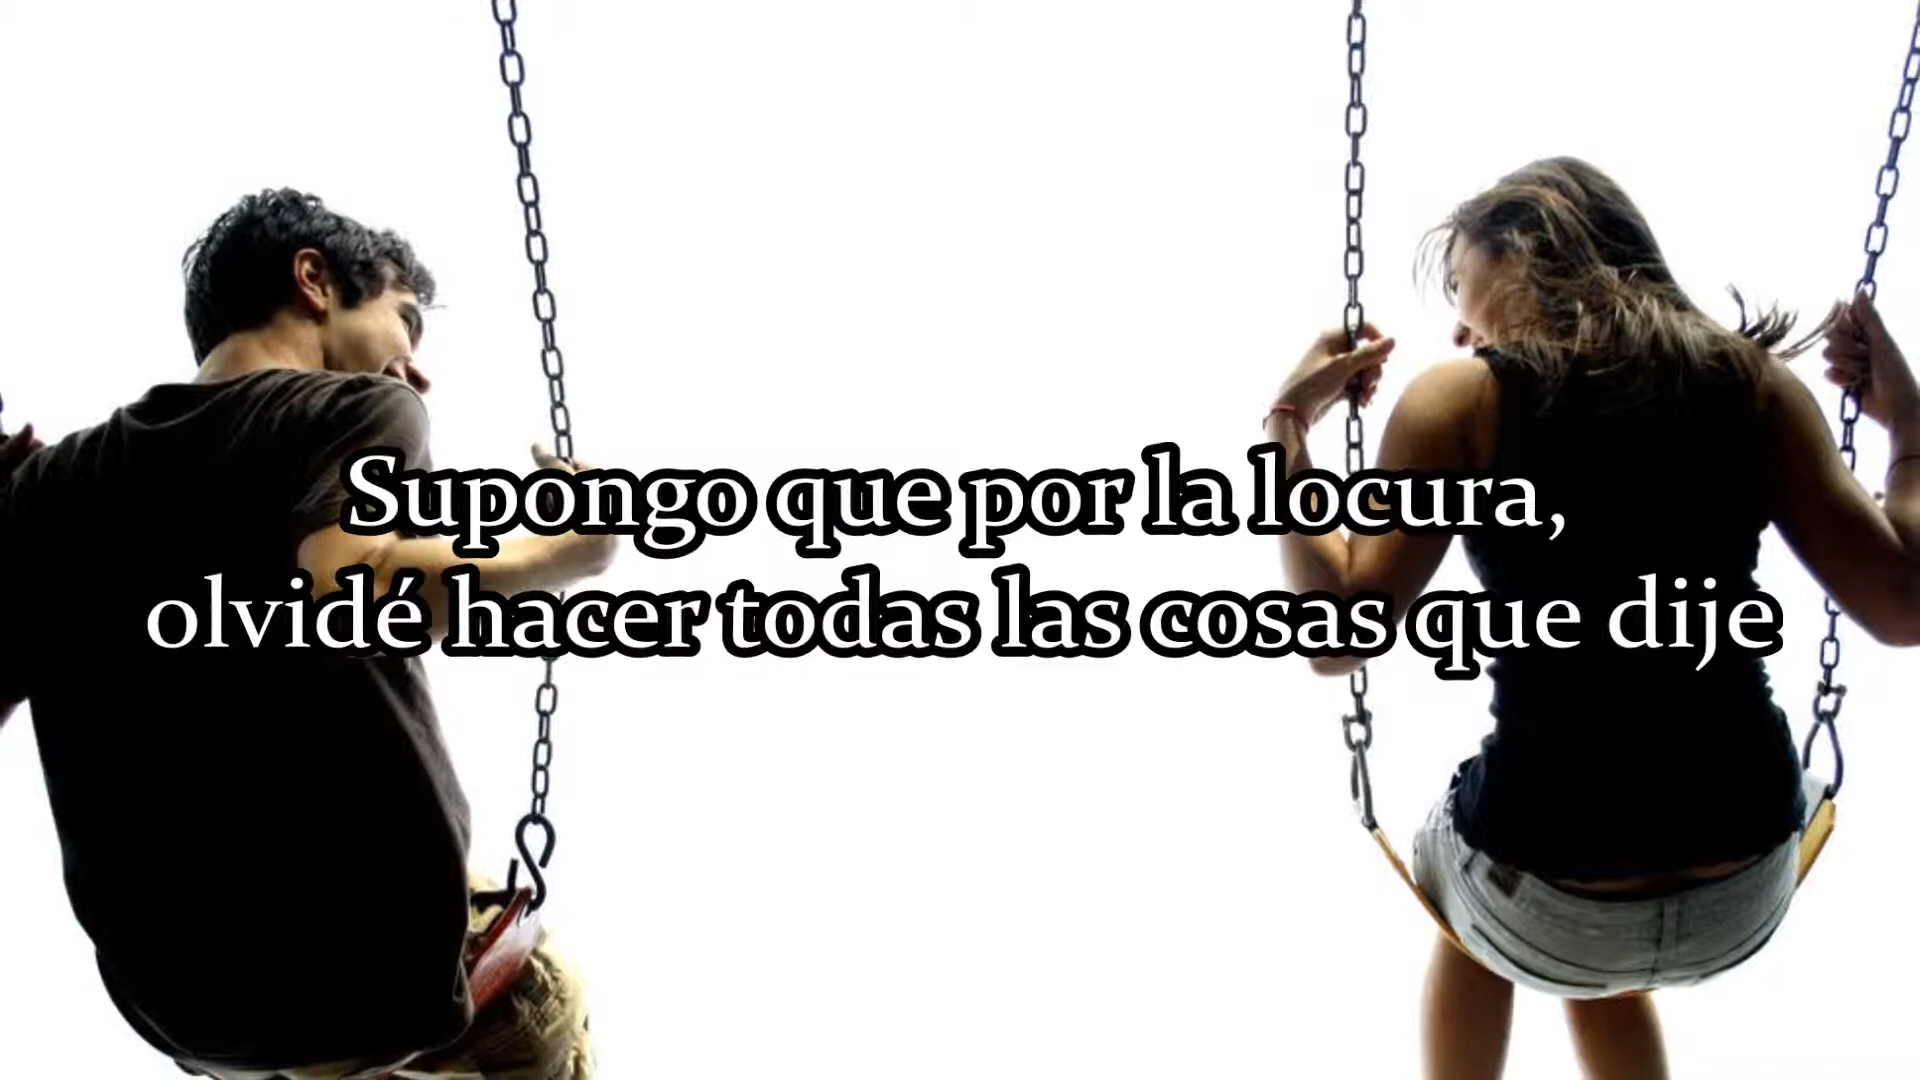 Supongo que por la locura,
olvidé hacer todas las cosas que dije